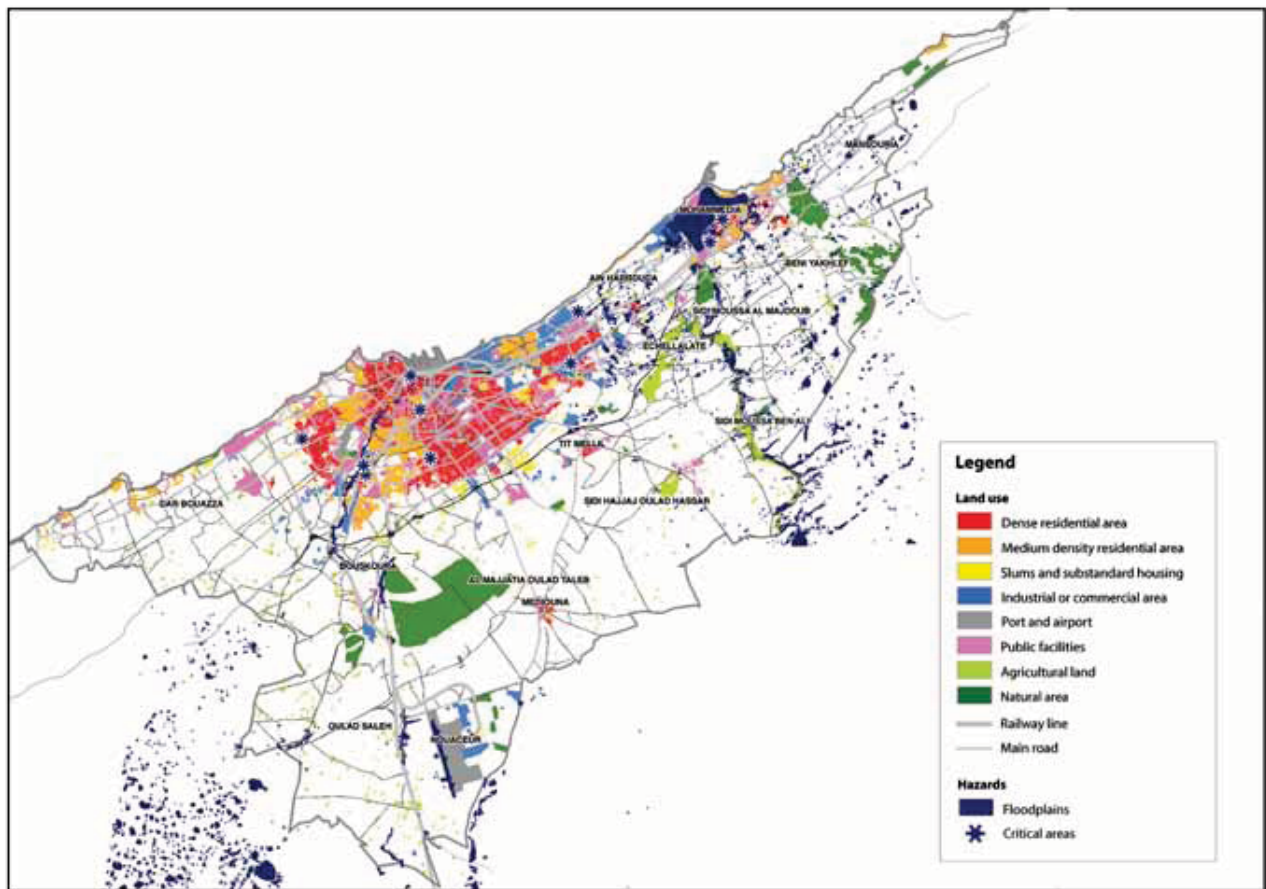 MANSOURIA
MOHAMMEDIA
BENI YAKHLEF
AIN HARROUDA
SIDI MOUSSA AL MAJDOUB
ECHELLALATE
SIDI MOUSSA BEN ALI
TIT MELLIL
SIDI HAJJAJ OULAD HASSAR
DAR BOUAZZA
BOUSKOURA
AL MAJJATIA OULAD TALEB
MEDIOUNA
OULAD SALEH
NOUACEUR
Legend
Land use
Dense residential area
Medium density residential area
Slums and substandard housing
Industrial or commercial area
Port and airport
Public facilities
Agricultural land
Natural area
Railway line
Main road
Hazards
Floodplains
Critical areas